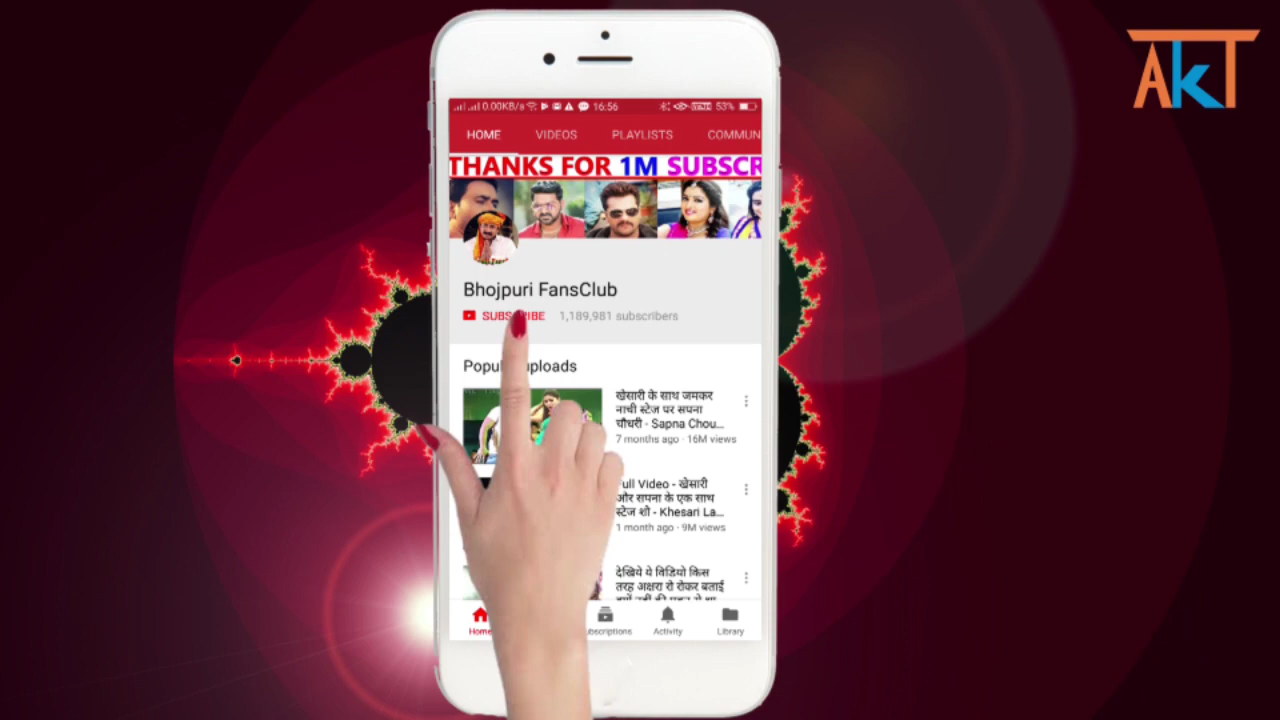 AKT
0.00KB/s 16:56 53%
HOME VIDEOS PLAYLISTS COMMUN
THANKS FOR 1M SUBSCR
Bhojpuri FansClub
SUBSCRIBE 1,189,981 subscribers
Popular uploads
खेसारी के साथ जमकर
नाची स्टेज पर सपना
चौधरी - Sapna Chou...
7 months ago · 16M views
Full Video - खेसारी
और सपना के एक साथ
स्टेज शो - Khesari La...
1 month ago · 9M views
देखिये ये विडियो किस
तरह अक्षरा रो रोकर बताई
Home Subscriptions Activity Library